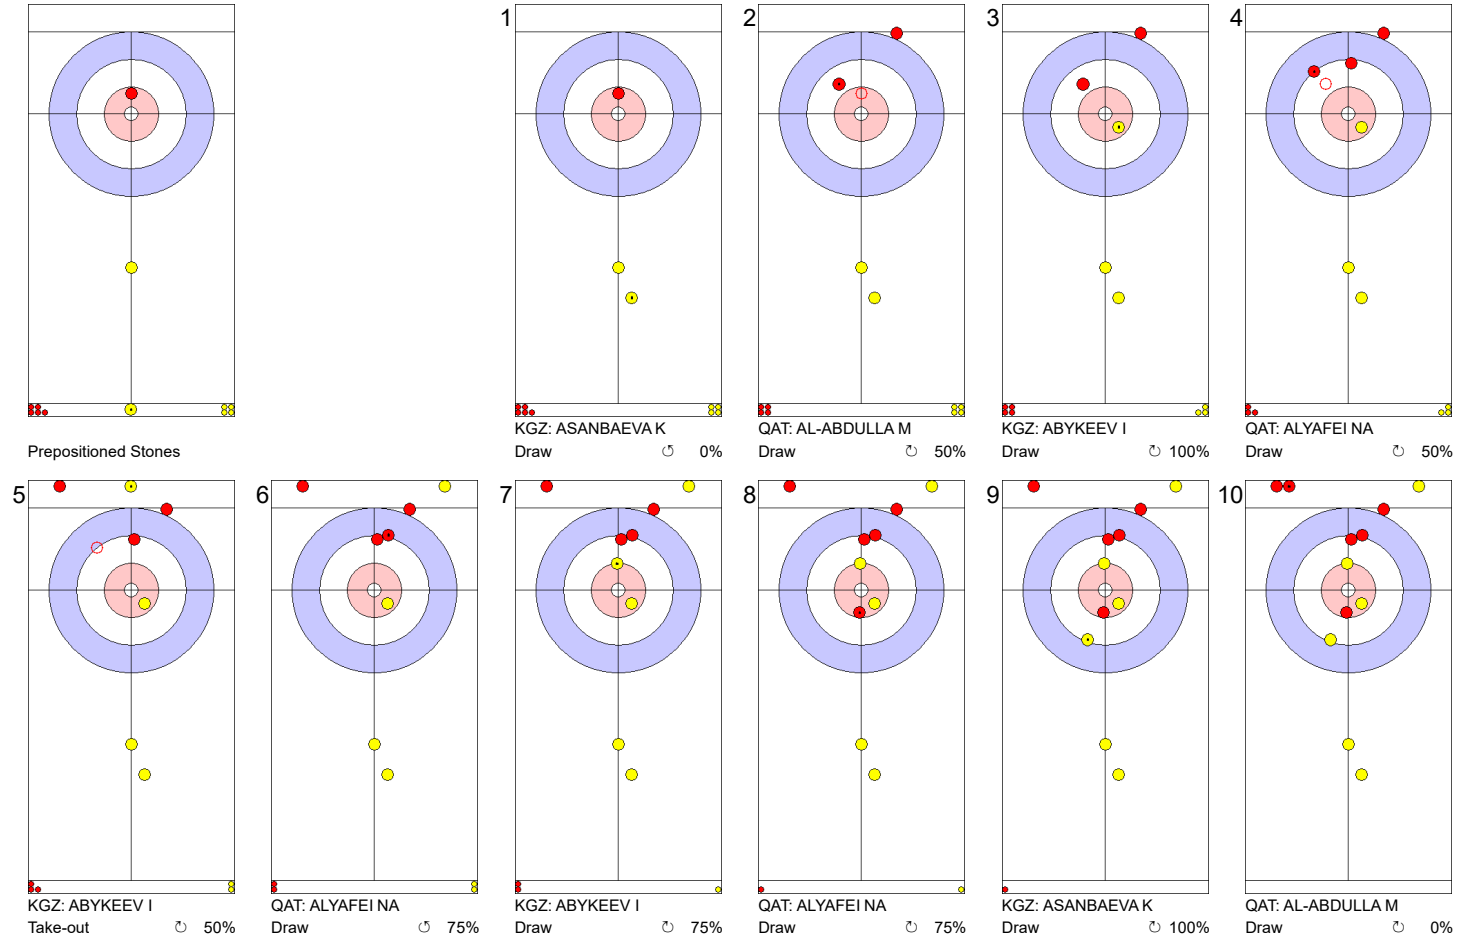 1
2
3
4
Prepositioned Stones
KGZ: ASANBAEVA K
Draw 0%
QAT: AL-ABDULLA M
Draw 50%
KGZ: ABYKEEV I
Draw 100%
QAT: ALYAFEI NA
Draw 50%
5
6
7
8
9
10
KGZ: ABYKEEV I
Take-out 50%
QAT: ALYAFEI NA
Draw 75%
KGZ: ABYKEEV I
Draw 75%
QAT: ALYAFEI NA
Draw 75%
KGZ: ASANBAEVA K
Draw 100%
QAT: AL-ABDULLA M
Draw 0%